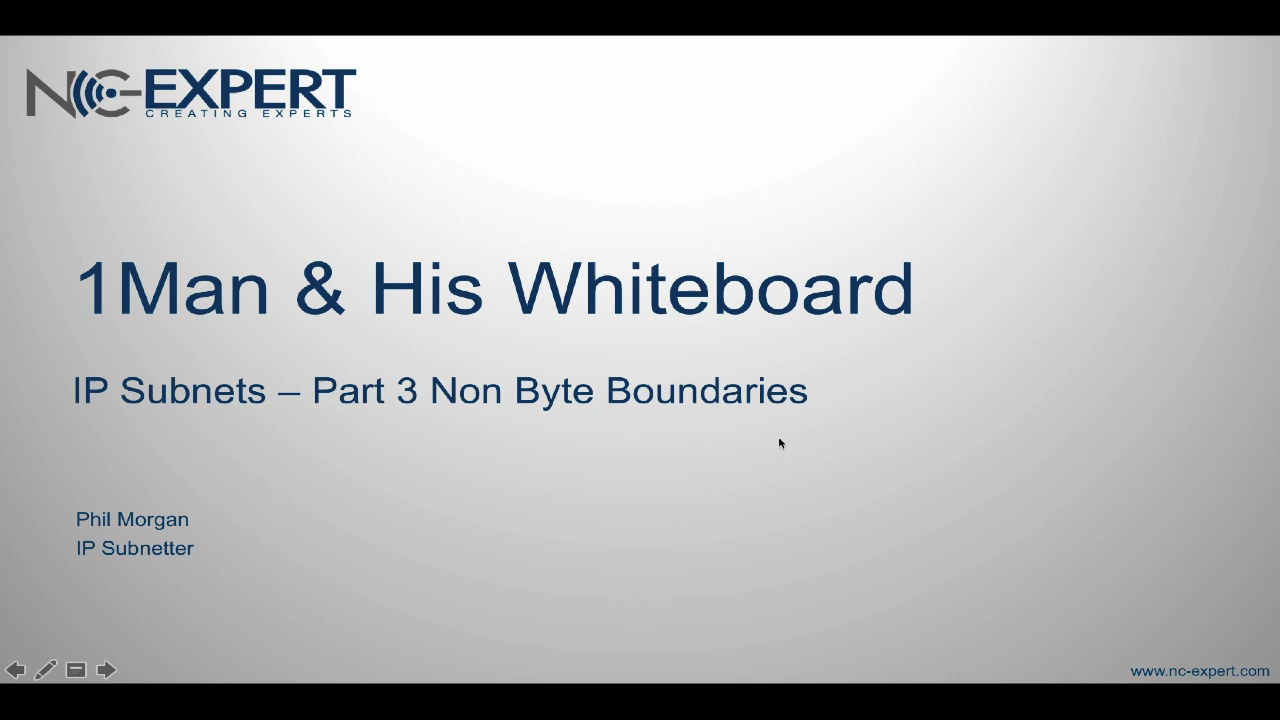 NC-EXPERT
CREATING EXPERTS
1Man & His Whiteboard
IP Subnets – Part 3 Non Byte Boundaries
Phil Morgan
IP Subnetter
www.nc-expert.com